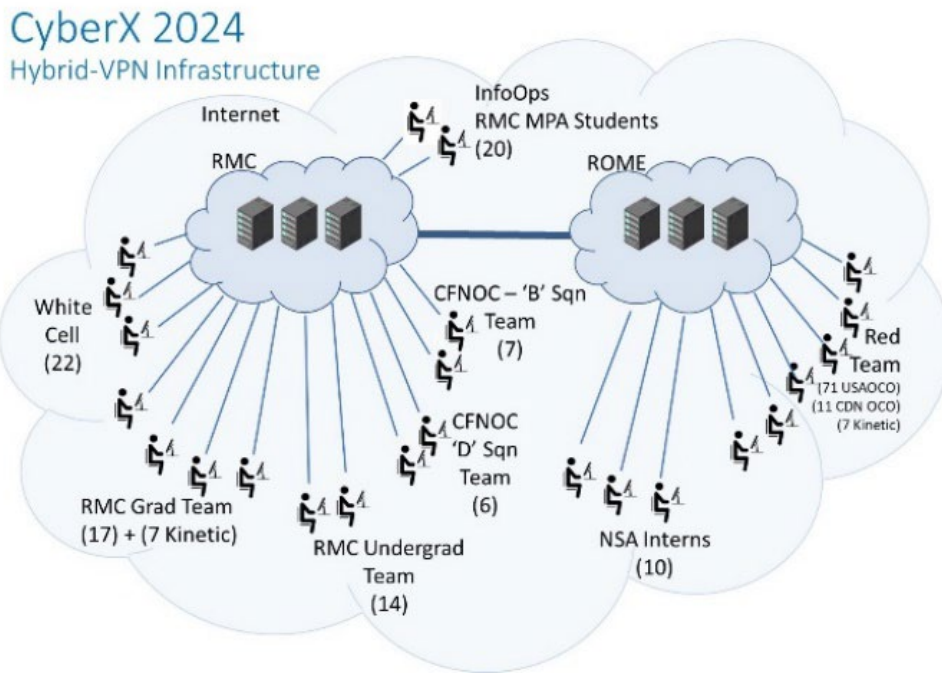 CyberX 2024
Hybrid-VPN Infrastructure
Internet
InfoOps
RMC MPA Students
(20)
RMC
ROME
White
Cell
(22)
CFNOC – 'B' Sqn
Team
(7)
Red
Team
(71 USAOCO)
(11 CDN OCO)
(7 Kinetic)
CFNOC
'D' Sqn
Team
(6)
RMC Grad Team
(17) + (7 Kinetic)
RMC Undergrad
Team
(14)
NSA Interns
(10)